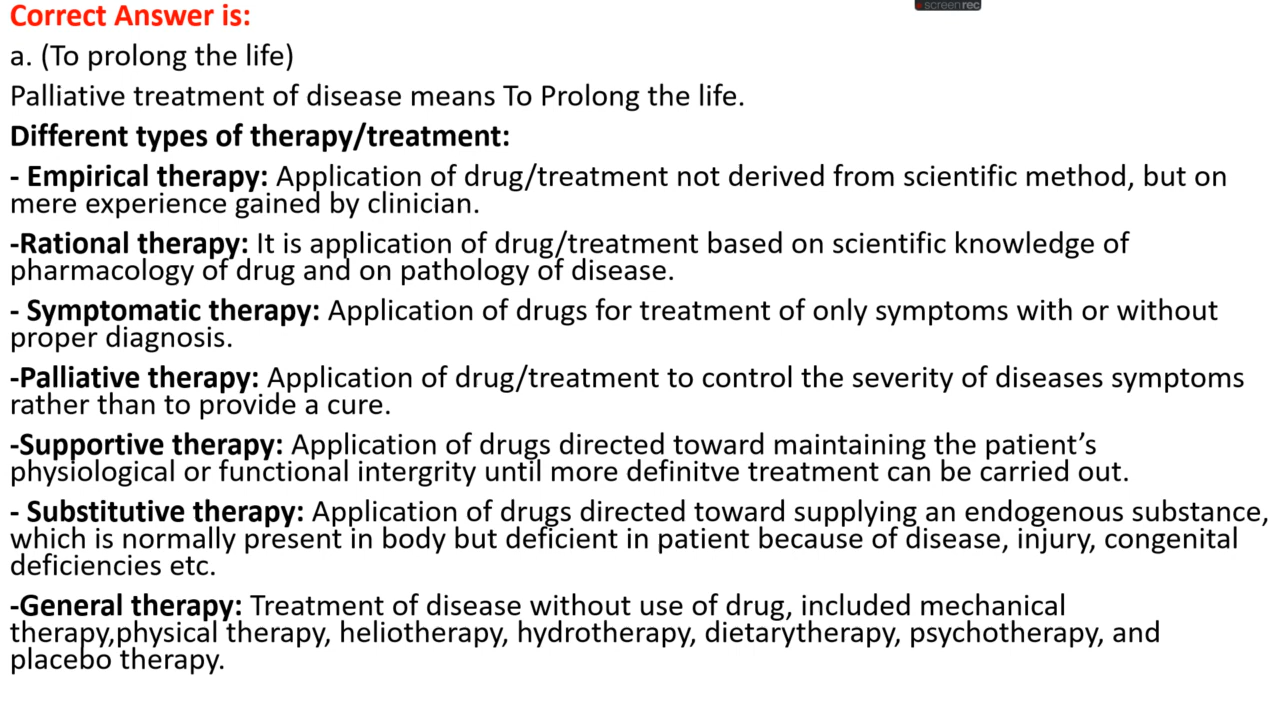 screenrec
Correct Answer is:
a. (To prolong the life)
Palliative treatment of disease means To Prolong the life.
Different types of therapy/treatment:
- Empirical therapy: Application of drug/treatment not derived from scientific method, but on
mere experience gained by clinician.
-Rational therapy: It is application of drug/treatment based on scientific knowledge of
pharmacology of drug and on pathology of disease.
- Symptomatic therapy: Application of drugs for treatment of only symptoms with or without
proper diagnosis.
-Palliative therapy: Application of drug/treatment to control the severity of diseases symptoms
rather than to provide a cure.
-Supportive therapy: Application of drugs directed toward maintaining the patient’s
physiological or functional intergrity until more definitve treatment can be carried out.
- Substitutive therapy: Application of drugs directed toward supplying an endogenous substance,
which is normally present in body but deficient in patient because of disease, injury, congenital
deficiencies etc.
-General therapy: Treatment of disease without use of drug, included mechanical
therapy,physical therapy, heliotherapy, hydrotherapy, dietarytherapy, psychotherapy, and
placebo therapy.